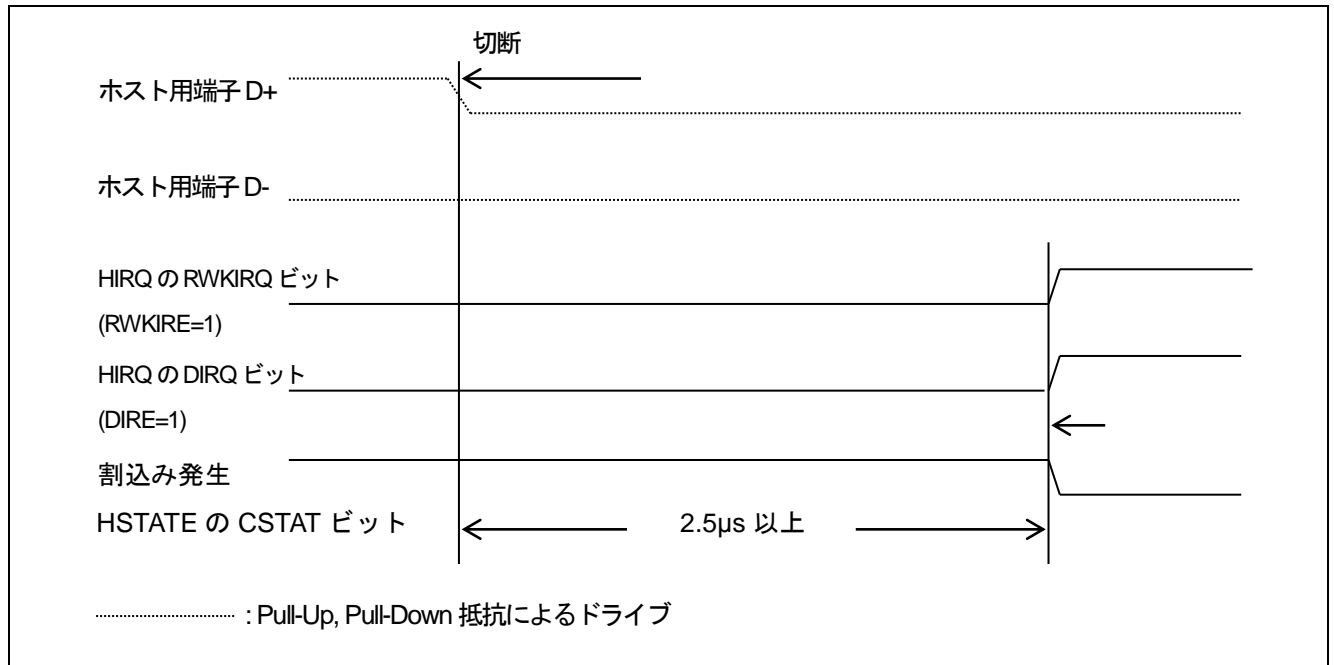 切断
ホスト用端子 D+
ホスト用端子 D-
HIRQ の RWKIRQ ビット
(RWKIRE=1)
HIRQ の DIRQ ビット
(DIRE=1)
割込み発生
HSTATE の CSTAT ビット
2.5μs 以上
: Pull-Up, Pull-Down 抵抗によるドライブ